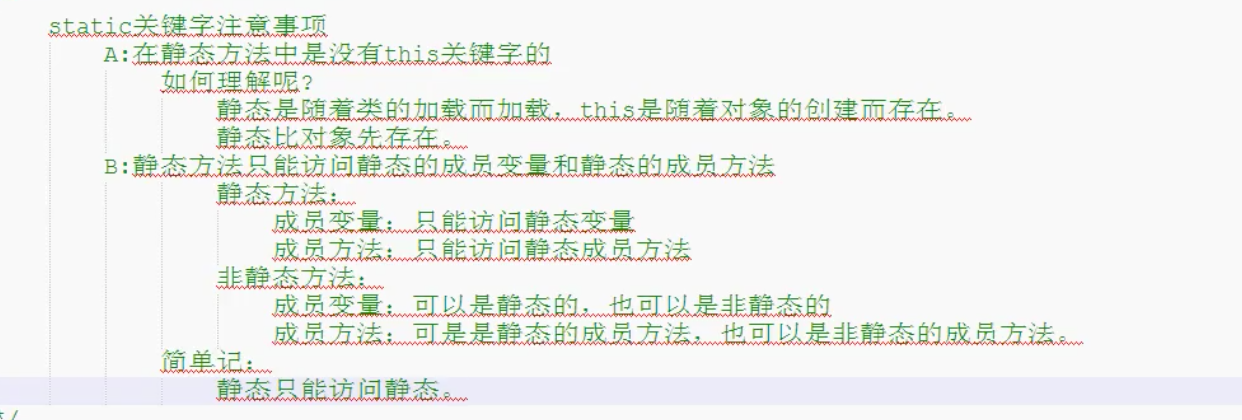 static关键字注意事项
A:在静态方法中是没有this关键字的
如何理解呢?
静态是随着类的加载而加载，this是随着对象的创建而存在。
静态比对象先存在。
B:静态方法只能访问静态的成员变量和静态的成员方法
静态方法：
成员变量：只能访问静态变量
成员方法：只能访问静态成员方法
非静态方法：
成员变量：可以是静态的，也可以是非静态的
成员方法：可是是静态的成员方法，也可以是非静态的成员方法。
简单记：
静态只能访问静态。
*/